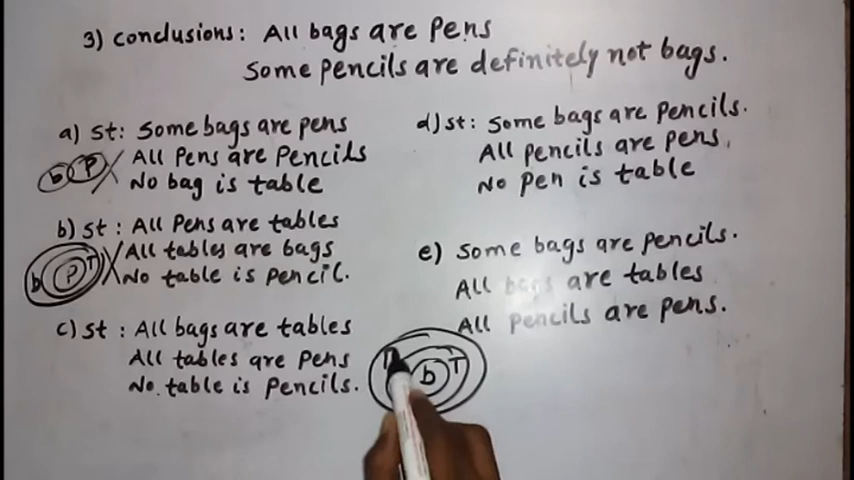 3) conclusions: All bags are Pens
Some Pencils are definitely not bags.
a) st: some bags are pens
All Pens are Pencils
No bag is table
b P
b) st: All Pens are tables
All tables are bags
No table is Pencil.
b P T
c) st: All bags are tables
All tables are Pens
No table is Pencils.
b T
d) st: some bags are Pencils.
All Pencils are pens,
No pen is table
e) some bags are Pencils.
All bags are tables
All Pencils are pens.